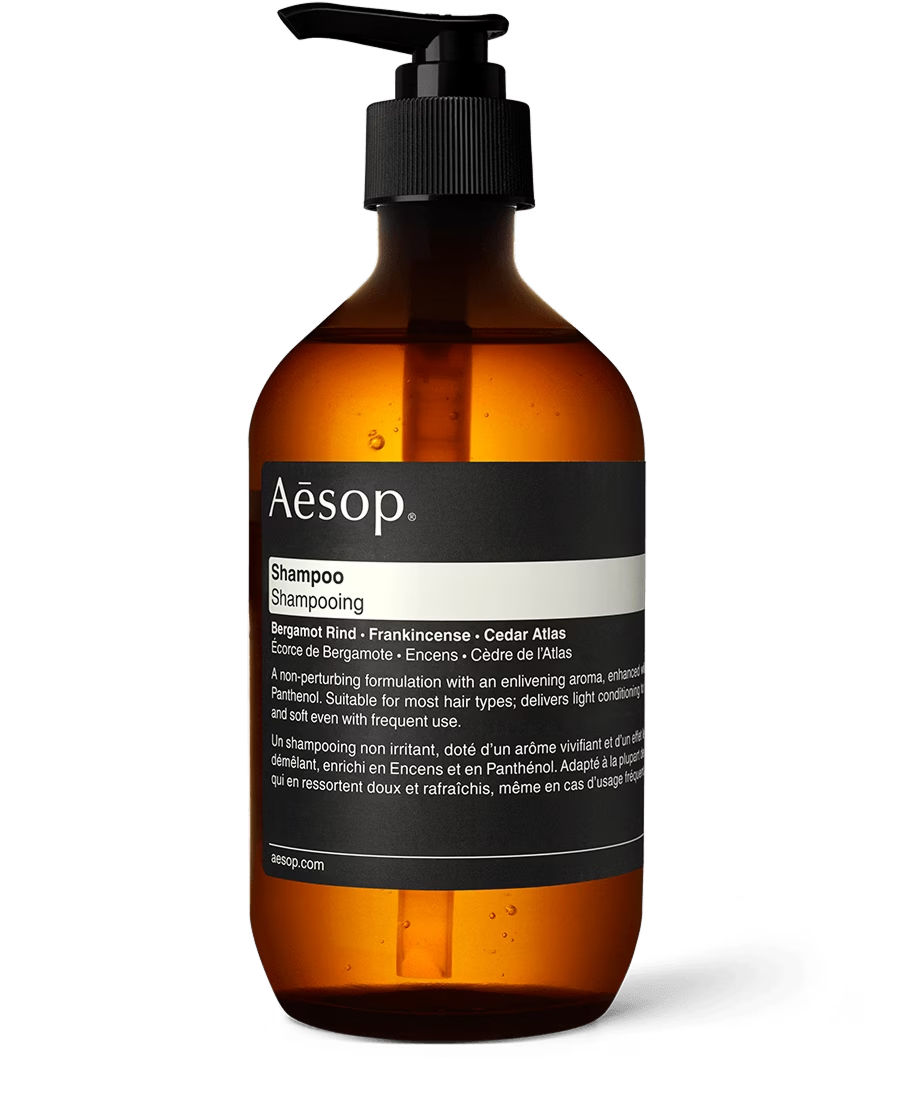 Aēsop®
Shampoo
Shampooing
Bergamot Rind • Frankincense • Cedar Atlas
Écorce de Bergamote • Encens • Cèdre de l'Atlas
A non-perturbing formulation with an enlivening aroma, enhanced
Panthenol. Suitable for most hair types; delivers light conditioning
and soft even with frequent use.
Un shampooing non irritant, doté d'un arôme vivifiant et d'un effet
démêlant, enrichi en Encens et en Panthénol. Adapté à la plupart
qui en ressortent doux et rafraîchis, même en cas d'usage
aesop.com